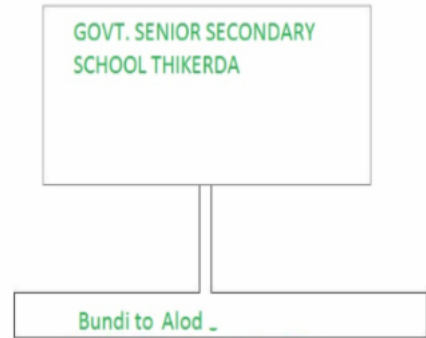 GOVT. SENIOR SECONDARY
SCHOOL THIKERDA
Bundi to Alod _